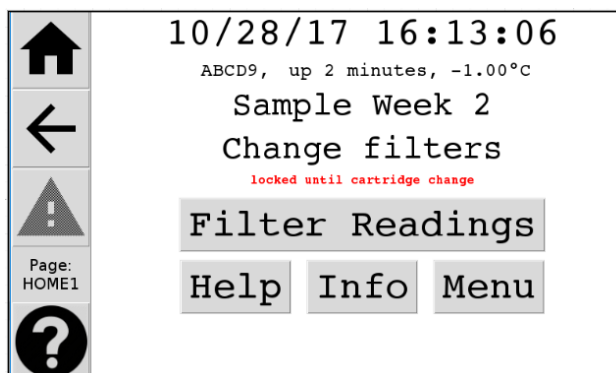 10/28/17 16:13:06
ABCD9, up 2 minutes, -1.00°C
Sample Week 2
Change filters
locked until cartridge change
Filter Readings
Page:
HOME1
Help Info Menu
?